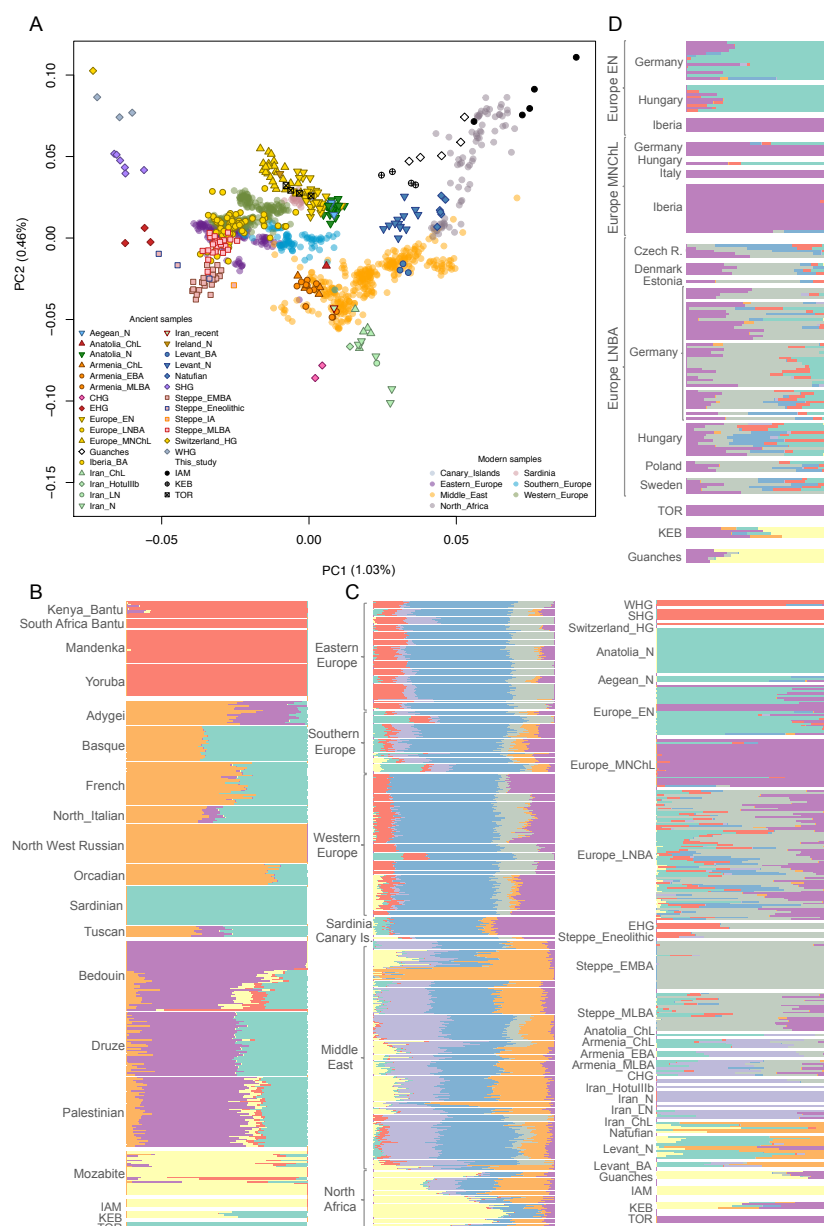 A
PC2 (0.46%)
0.10
0.05
0.00
−0.05
−0.10
−0.15
−0.05
0.00
0.05
PC1 (1.03%)
Ancient samples
Aegean_N
Anatolia_ChL
Anatolia_N
Armenia_ChL
Armenia_EBA
Armenia_MLBA
CHG
EHG
Europe_EN
Europe_LNBA
Europe_MNChL
Guanches
Iberia_BA
Iran_ChL
Iran_HotuIIIb
Iran_LN
Iran_N
Iran_recent
Ireland_N
Levant_BA
Levant_N
Natufian
SHG
Steppe_EMBA
Steppe_Eneolithic
Steppe_IA
Steppe_MLBA
Switzerland_HG
WHG
This_study
IAM
KEB
TOR
Modern samples
Canary_Islands
Eastern_Europe
Middle_East
North_Africa
Sardinia
Southern_Europe
Western_Europe
D
Europe EN
Germany
Hungary
Iberia
Europe MNChL
Germany
Hungary
Italy
Iberia
Europe LNBA
Czech R.
Denmark
Estonia
Germany
Hungary
Poland
Sweden
TOR
KEB
Guanches
B
Kenya_Bantu
South Africa Bantu
Mandenka
Yoruba
Adygei
Basque
French
North_Italian
North West Russian
Orcadian
Sardinian
Tuscan
Bedouin
Druze
Palestinian
Mozabite
IAM
KEB
TOR
C
Eastern
Europe
Southern
Europe
Western
Europe
Sardinia
Canary Is.
Middle
East
North
Africa
WHG
SHG
Switzerland_HG
Anatolia_N
Aegean_N
Europe_EN
Europe_MNChL
Europe_LNBA
EHG
Steppe_Eneolithic
Steppe_EMBA
Steppe_MLBA
Anatolia_ChL
Armenia_ChL
Armenia_EBA
Armenia_MLBA
CHG
Iran_HotuIIIb
Iran_N
Iran_LN
Iran_ChL
Natufian
Levant_N
Levant_BA
Guanches
IAM
KEB
TOR